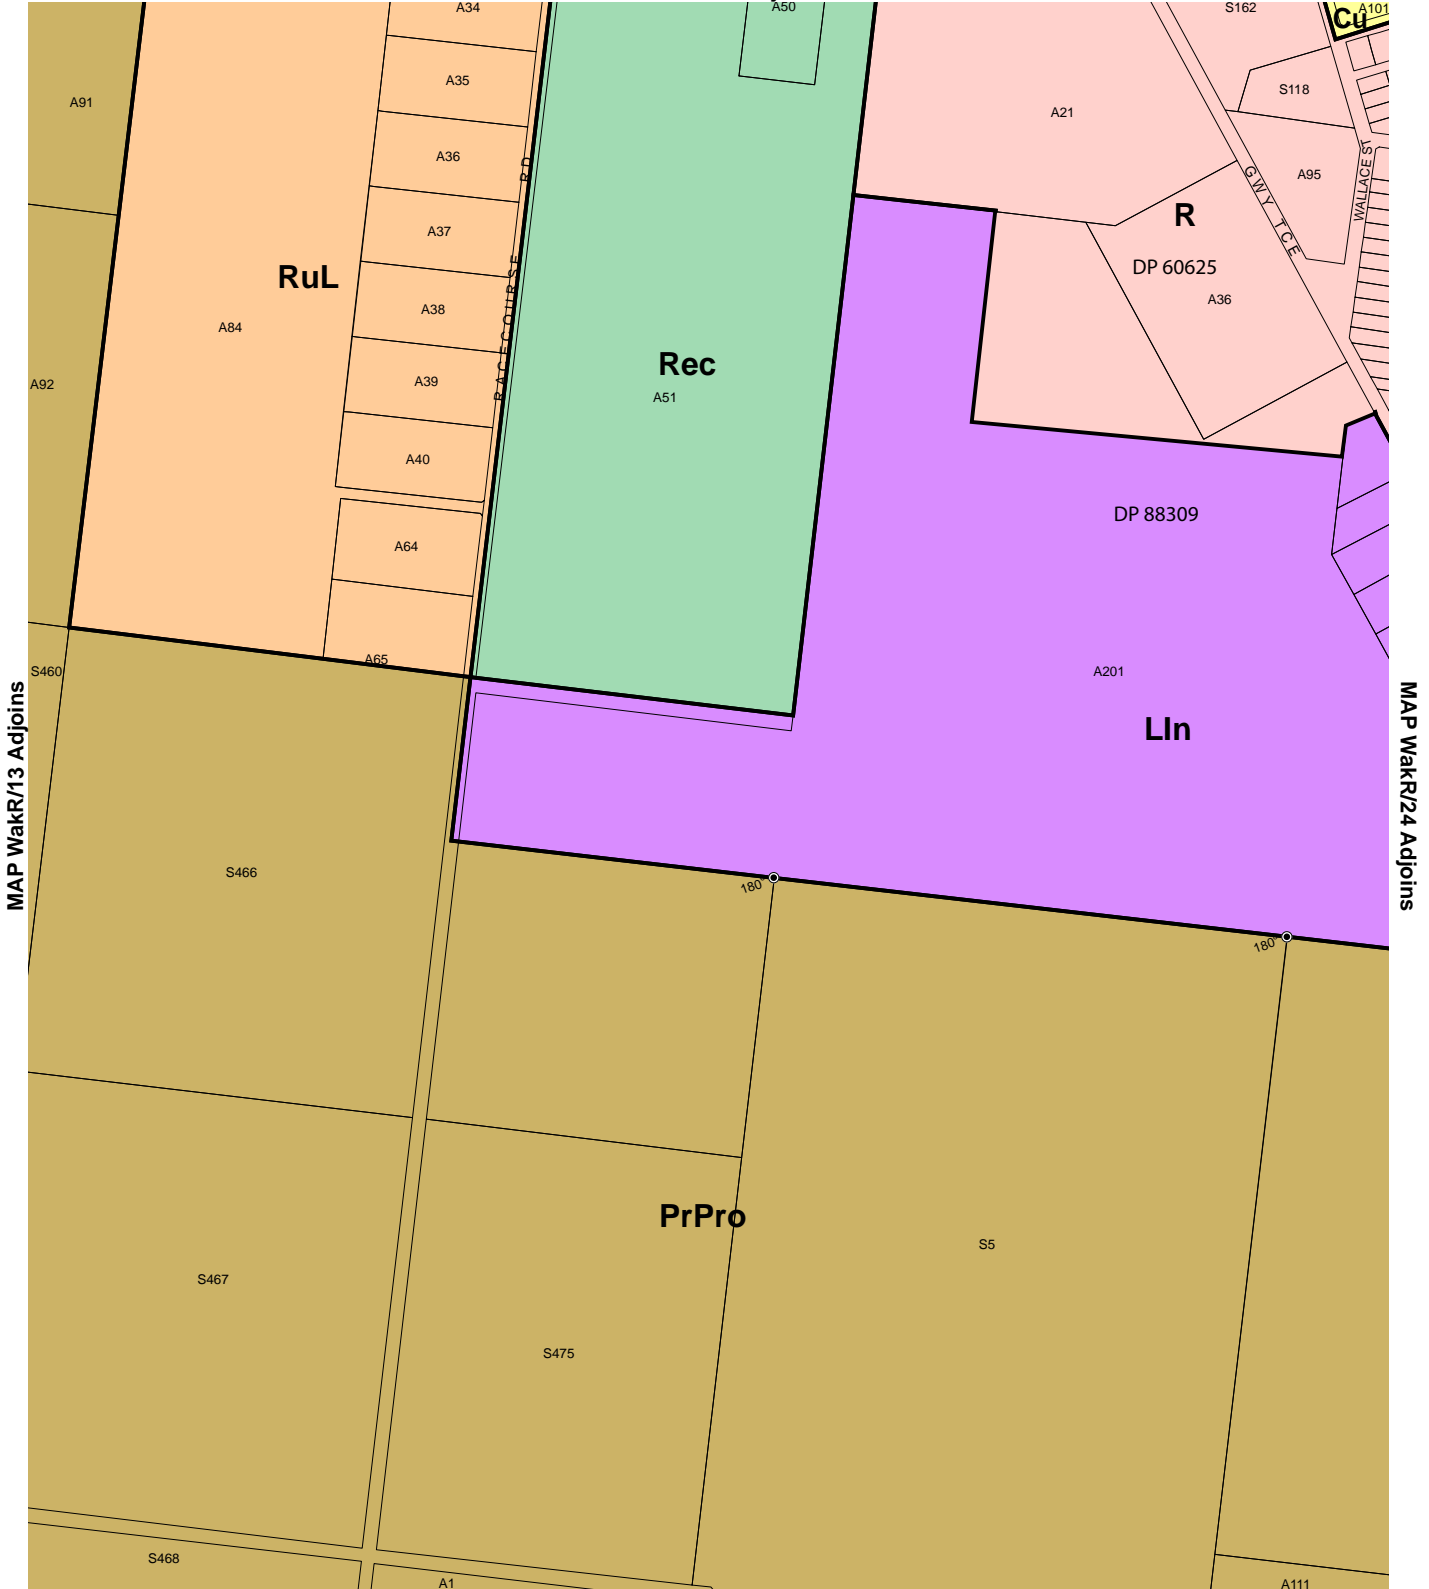 A34
A50
S162
Cu
A101
A35
A91
S118
A21
A36
RD
A95
WALLACE ST
GWY TCE
R
A37
DP 60625
RuL
A38
A36
A84
RACECOURSE
Rec
A39
A92
A51
A40
DP 88309
A64
A65
S460
A201
LIn
MAP WakR/13 Adjoins
MAP WakR/24 Adjoins
S466
180°
180°
PrPro
S5
S467
S475
S468
A1
A111